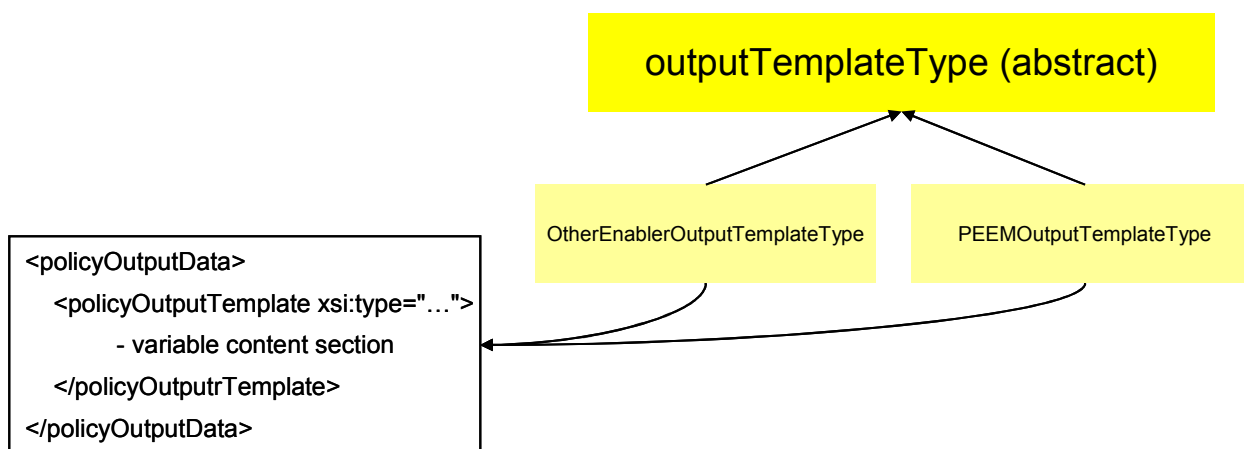 outputTemplateType (abstract)
OtherEnablerOutputTemplateType
PEEMOutputTemplateType
<policyOutputData>
<policyOutputTemplate xsi:type="…">
- variable content section
</policyOutputrTemplate>
</policyOutputData>